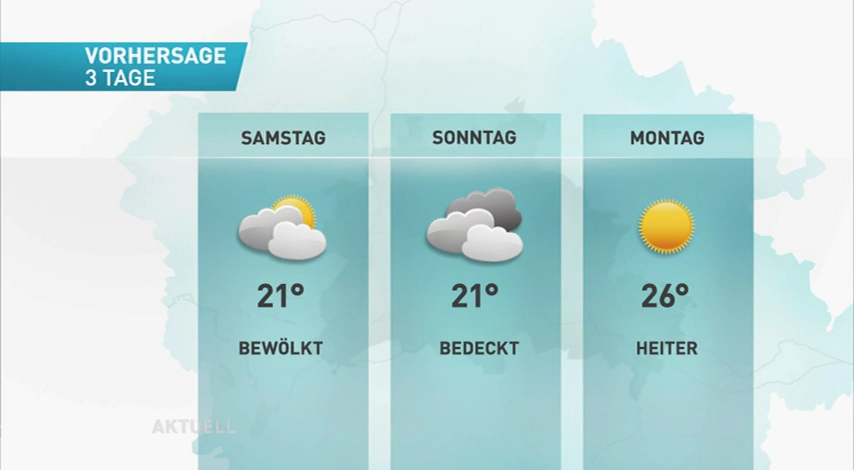 VORHERSAGE
3 TAGE
SAMSTAG
SONNTAG
MONTAG
21°
21°
26°
BEWÖLKT
BEDECKT
HEITER
AKTUELL